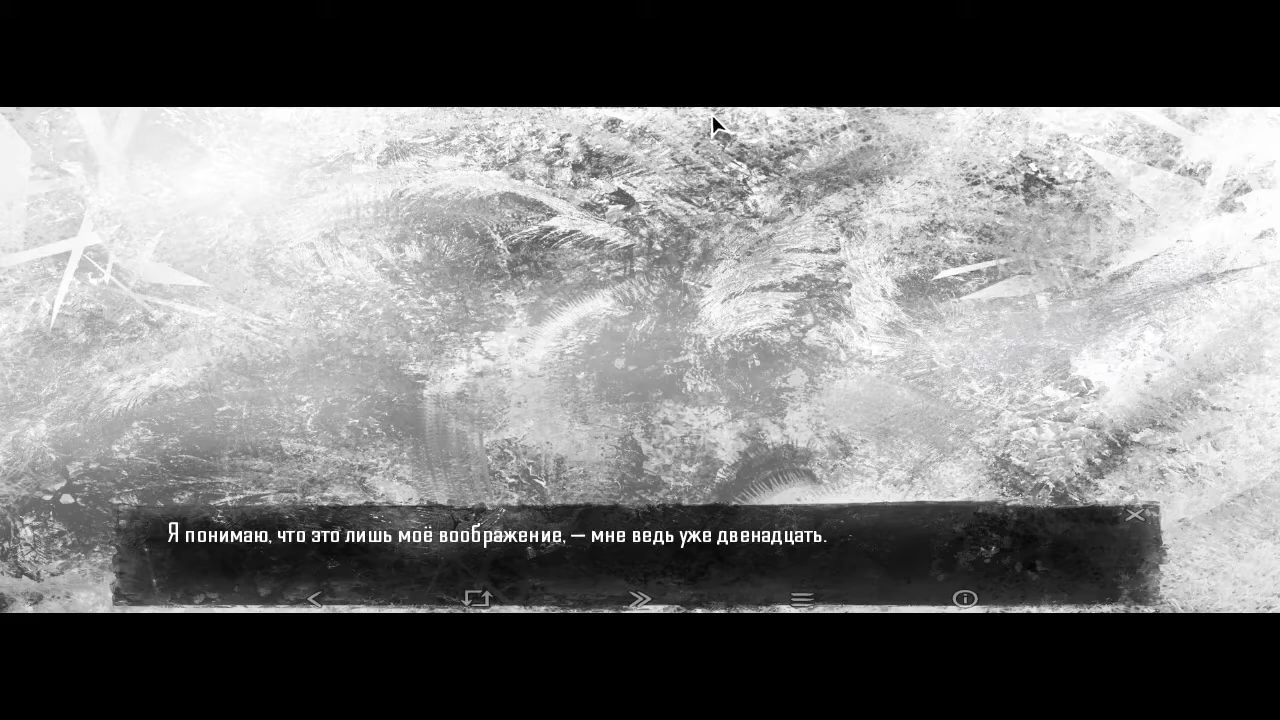 Я понимаю, что это лишь моё воображение, — мне ведь уже двенадцать.